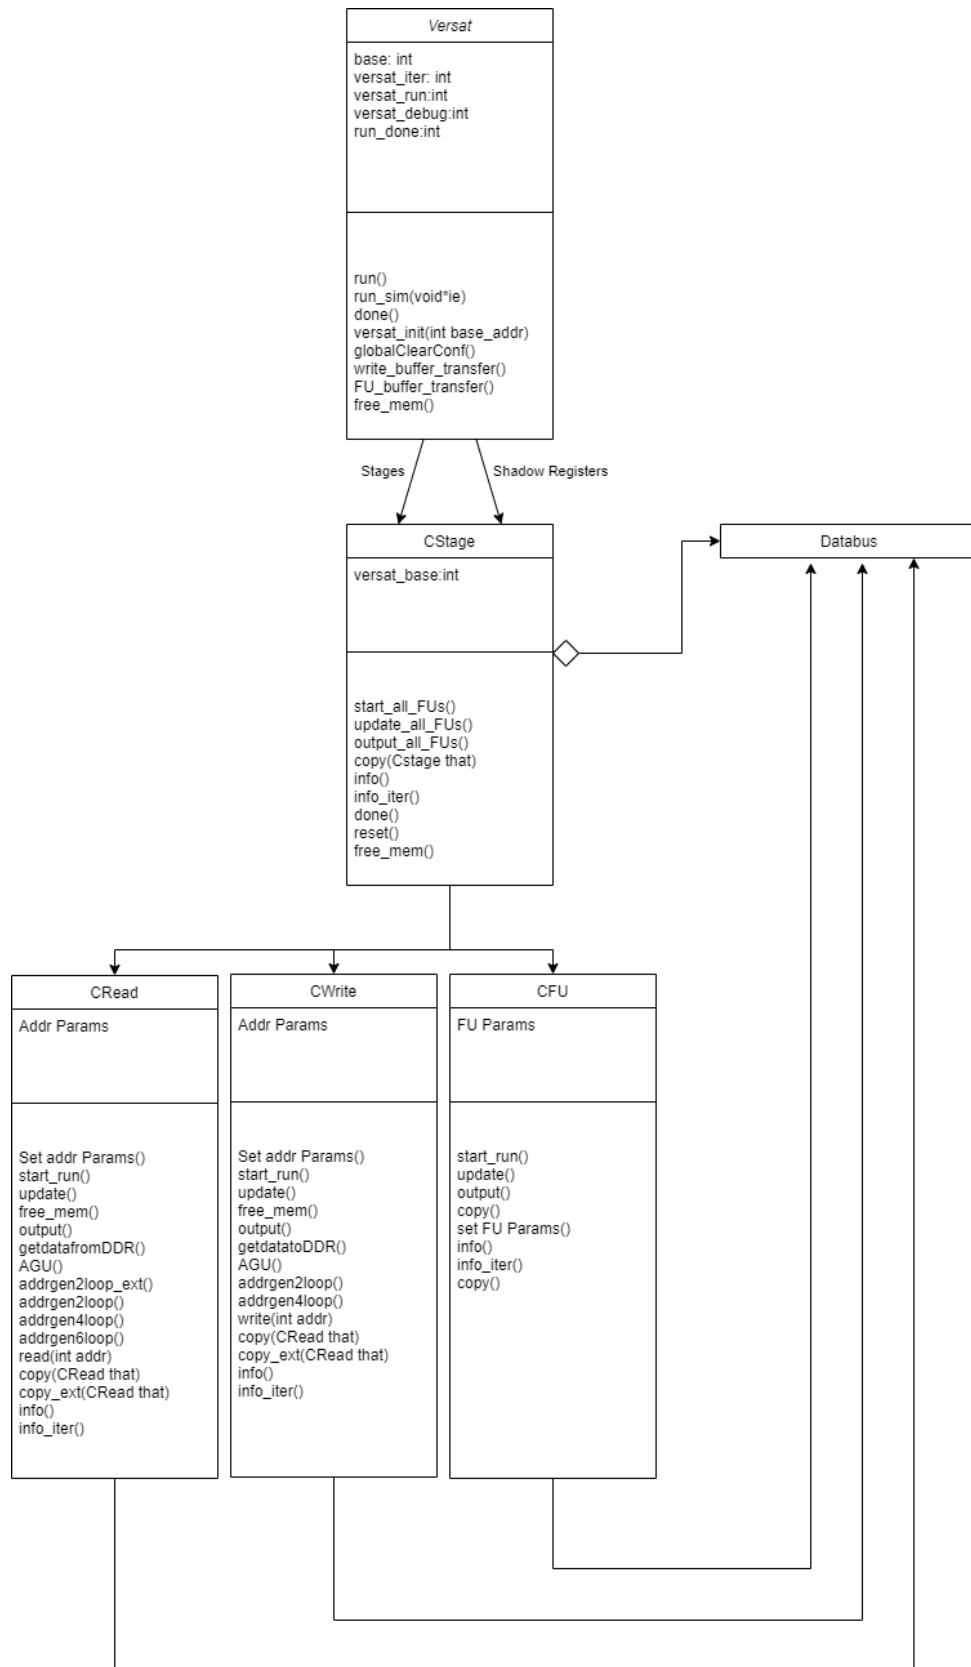 Versat
base: int
versat_iter: int
versat_run:int
versat_debug:int
run_done:int
run()
run_sim(void*ie)
done()
versat_init(int base_addr)
globalClearConf()
write_buffer_transfer()
FU_buffer_transfer()
free_mem()
Stages
Shadow Registers
CStage
versat_base:int
start_all_FUs()
update_all_FUs()
output_all_FUs()
copy(Cstage that)
info()
info_iter()
done()
reset()
free_mem()
Databus
CRead
Addr Params
Set addr Params()
start_run()
update()
free_mem()
output()
getdatafromDDR()
AGU()
addrgen2loop_ext()
addrgen2loop()
addrgen4loop()
addrgen6loop()
read(int addr)
copy(CRead that)
copy_ext(CRead that)
info()
info_iter()
CWrite
Addr Params
Set addr Params()
start_run()
update()
free_mem()
output()
getdatatoDDR()
AGU()
addrgen2loop()
addrgen4loop()
write(int addr)
copy(CRead that)
copy_ext(CRead that)
info()
info_iter()
CFU
FU Params
start_run()
update()
output()
copy()
set FU Params()
info()
info_iter()
copy()